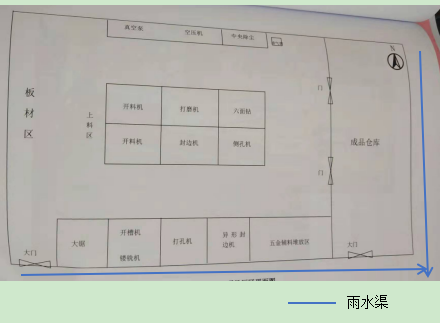 真空泵
空压机
中央除尘
N
板材区
上料区
开料机
打磨机
六面钻
门
开料机
封边机
侧孔机
成品仓库
门
大锯
开槽机
镂铣机
打孔机
异形封边机
五金辅料堆放区
大门
大门
雨水渠